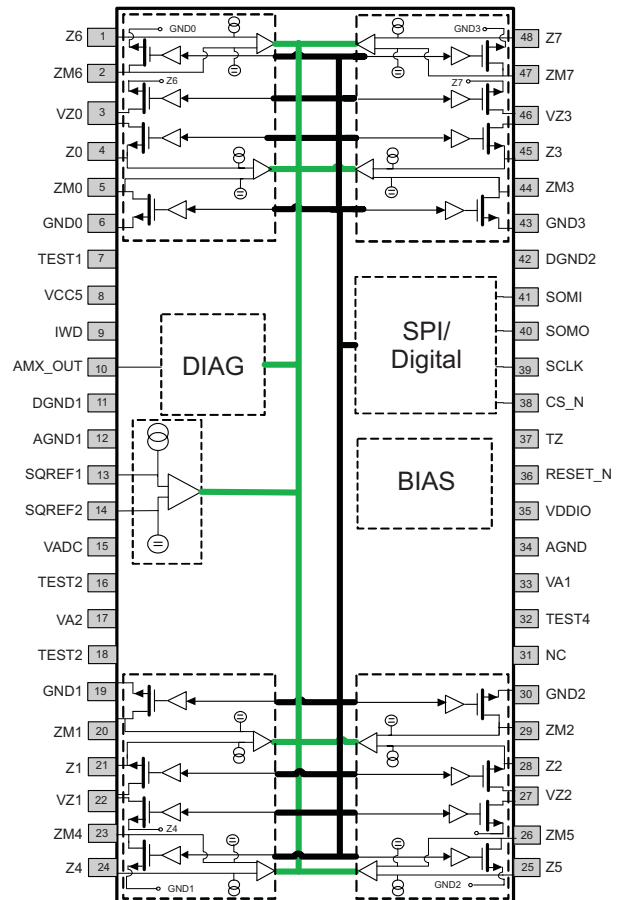 Z6 1 GND0 GND3 48 Z7
ZM6 2 47 ZM7
Z6 Z7
VZ0 3 46 VZ3
Z0 4 45 Z3
ZM0 5 44 ZM3
GND0 6 43 GND3
TEST1 7 42 DGND2
VCC5 8 41 SOMI
IWD 9 40 SOMO
SPI/
Digital
AMX_OUT 10 DIAG 39 SCLK
DGND1 11 38 CS_N
AGND1 12 37 TZ
SQREF1 13 BIAS 36 RESET_N
SQREF2 14 35 VDDIO
VADC 15 34 AGND
TEST2 16 33 VA1
VA2 17 32 TEST4
TEST2 18 31 NC
GND1 19 30 GND2
ZM1 20 29 ZM2
Z1 21 28 Z2
VZ1 22 27 VZ2
ZM4 23 Z4 26 ZM5
Z4 24 25 Z5
GND1 GND2